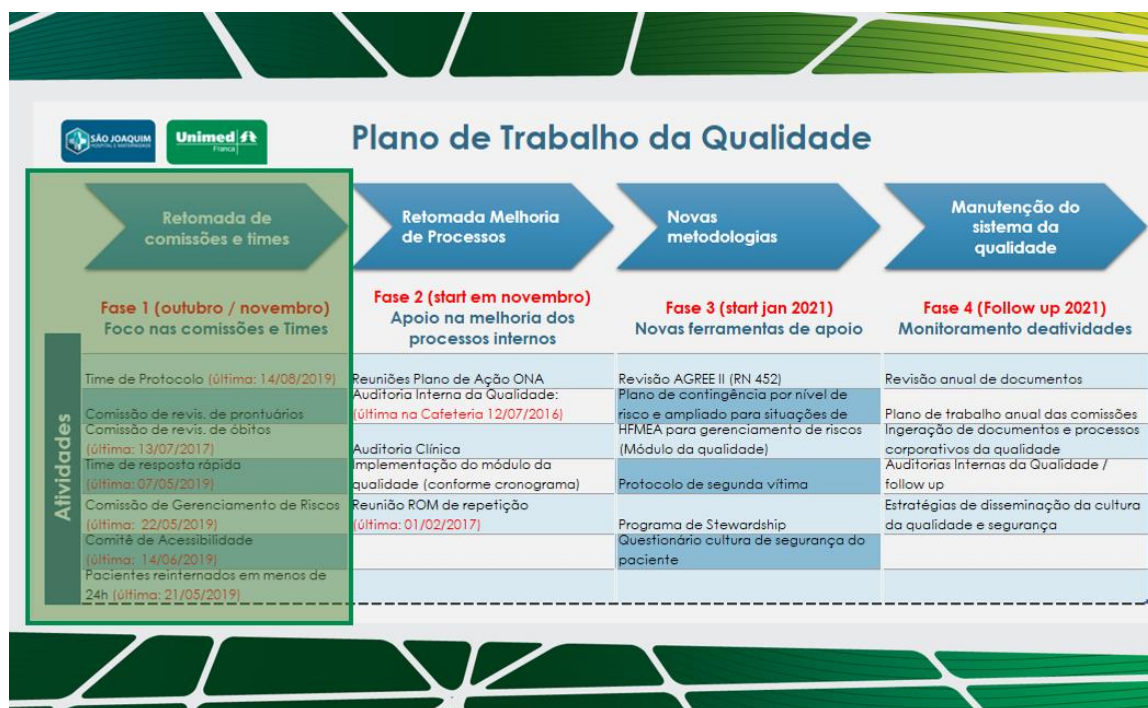 SÃO JOAQUIM
HOSPITAL E MATERNIDADE
Unimed
Franca
Plano de Trabalho da Qualidade
Retomada de
comissões e times
Retomada Melhoria
de Processos
Novas
metodologias
Manutenção do
sistema da
qualidade
Fase 1 (outubro / novembro)
Foco nas comissões e Times
Fase 2 (start em novembro)
Apoio na melhoria dos
processos internos
Fase 3 (start jan 2021)
Novas ferramentas de apoio
Fase 4 (Follow up 2021)
Monitoramento deatividades
Atividades
Time de Protocolo (última: 14/08/2019)
Comissão de revis. de prontuários
Comissão de revis. de óbitos
(última: 13/07/2017)
Time de resposta rápida
(última: 07/05/2019)
Comissão de Gerenciamento de Riscos
(última: 22/05/2019)
Comitê de Acessibilidade
(última: 14/06/2019)
Pacientes reinternados em menos de
24h (última: 21/05/2019)
Reuniões Plano de Ação ONA
Auditoria Interna da Qualidade:
(última na Cafeteria 12/07/2016)
Auditoria Clínica
Implementação do módulo da
qualidade (conforme cronograma)
Reunião ROM de repetição
(última: 01/02/2017)
Revisão AGREE II (RN 452)
Plano de contingência por nível de
risco e ampliado para situações de
HFMEA para gerenciamento de riscos
(Módulo da qualidade)
Protocolo de segunda vítima
Programa de Stewardship
Questionário cultura de segurança do
paciente
Revisão anual de documentos
Plano de trabalho anual das comissões
Ingeração de documentos e processos
corporativos da qualidade
Auditorias Internas da Qualidade /
follow up
Estratégias de disseminação da cultura
da qualidade e segurança